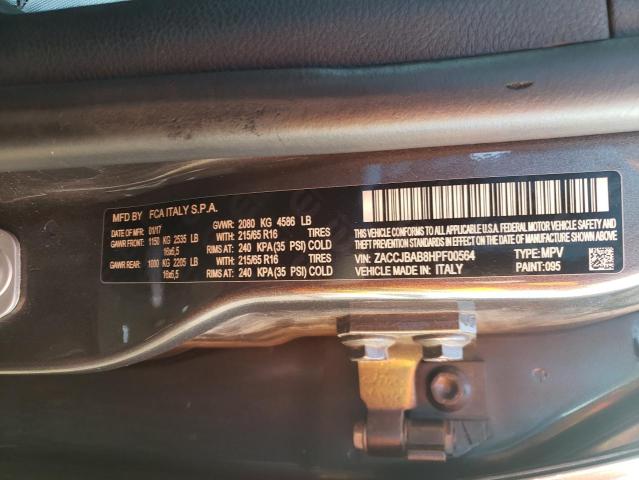 MFD BY FCA ITALY S.P.A.
DATE OF MFR: 01/17 GVWR: 2080 KG 4586 LB
GAWR FRONT: 1150 KG 2535 LB WITH: 215/65 R16 TIRES
16x6,5 RIMS AT: 240 KPA(35 PSI) COLD
GAWR REAR: 1000 KG 2205 LB WITH: 215/65 R16 TIRES
16x6,5 RIMS AT: 240 KPA(35 PSI) COLD
THIS VEHICLE CONFORMS TO ALL APPLICABLE U.S.A. FEDERAL MOTOR VEHICLE SAFETY AND
THEFT PREVENTION STANDARDS IN EFFECT ON THE DATE OF MANUFACTURE SHOWN ABOVE.
VIN: ZACCJBAB8HPF00564 TYPE: MPV
VEHICLE MADE IN: ITALY PAINT: 095